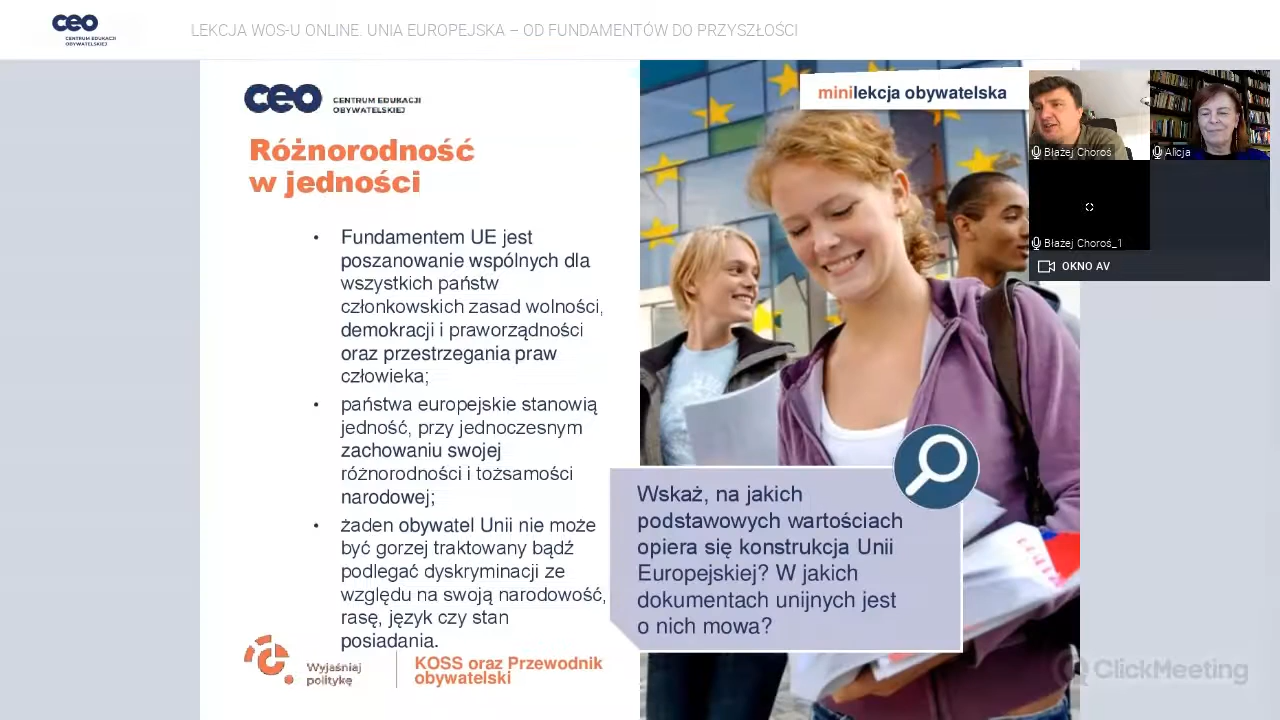 ceo
CENTRUM EDUKACJI
OBYWATELSKIEJ
LEKCJA WOS-U ONLINE. UNIA EUROPEJSKA – OD FUNDAMENTÓW DO PRZYSZŁOŚCI
ceo
CENTRUM EDUKACJI
OBYWATELSKIEJ
Różnorodność
w jedności
• Fundamentem UE jest
poszanowanie wspólnych dla
wszystkich państw
członkowskich zasad wolności,
demokracji i praworządności
oraz przestrzegania praw
człowieka;
• państwa europejskie stanowią
jedność, przy jednoczesnym
zachowaniu swojej
różnorodności i tożsamości
narodowej;
• żaden obywatel Unii nie może
być gorzej traktowany bądź
podlegać dyskryminacji ze
względu na swoją narodowość,
rasę, język czy stan
posiadania.
Wyjaśniaj
politykę
KOSS oraz Przewodnik
obywatelski
minilekcja obywatelska
Wskaż, na jakich
podstawowych wartościach
opiera się konstrukcja Unii
Europejskiej? W jakich
dokumentach unijnych jest
o nich mowa?
Błażej Choroś
Alicja
Błażej Choroś_1
OKNO AV
ClickMeeting